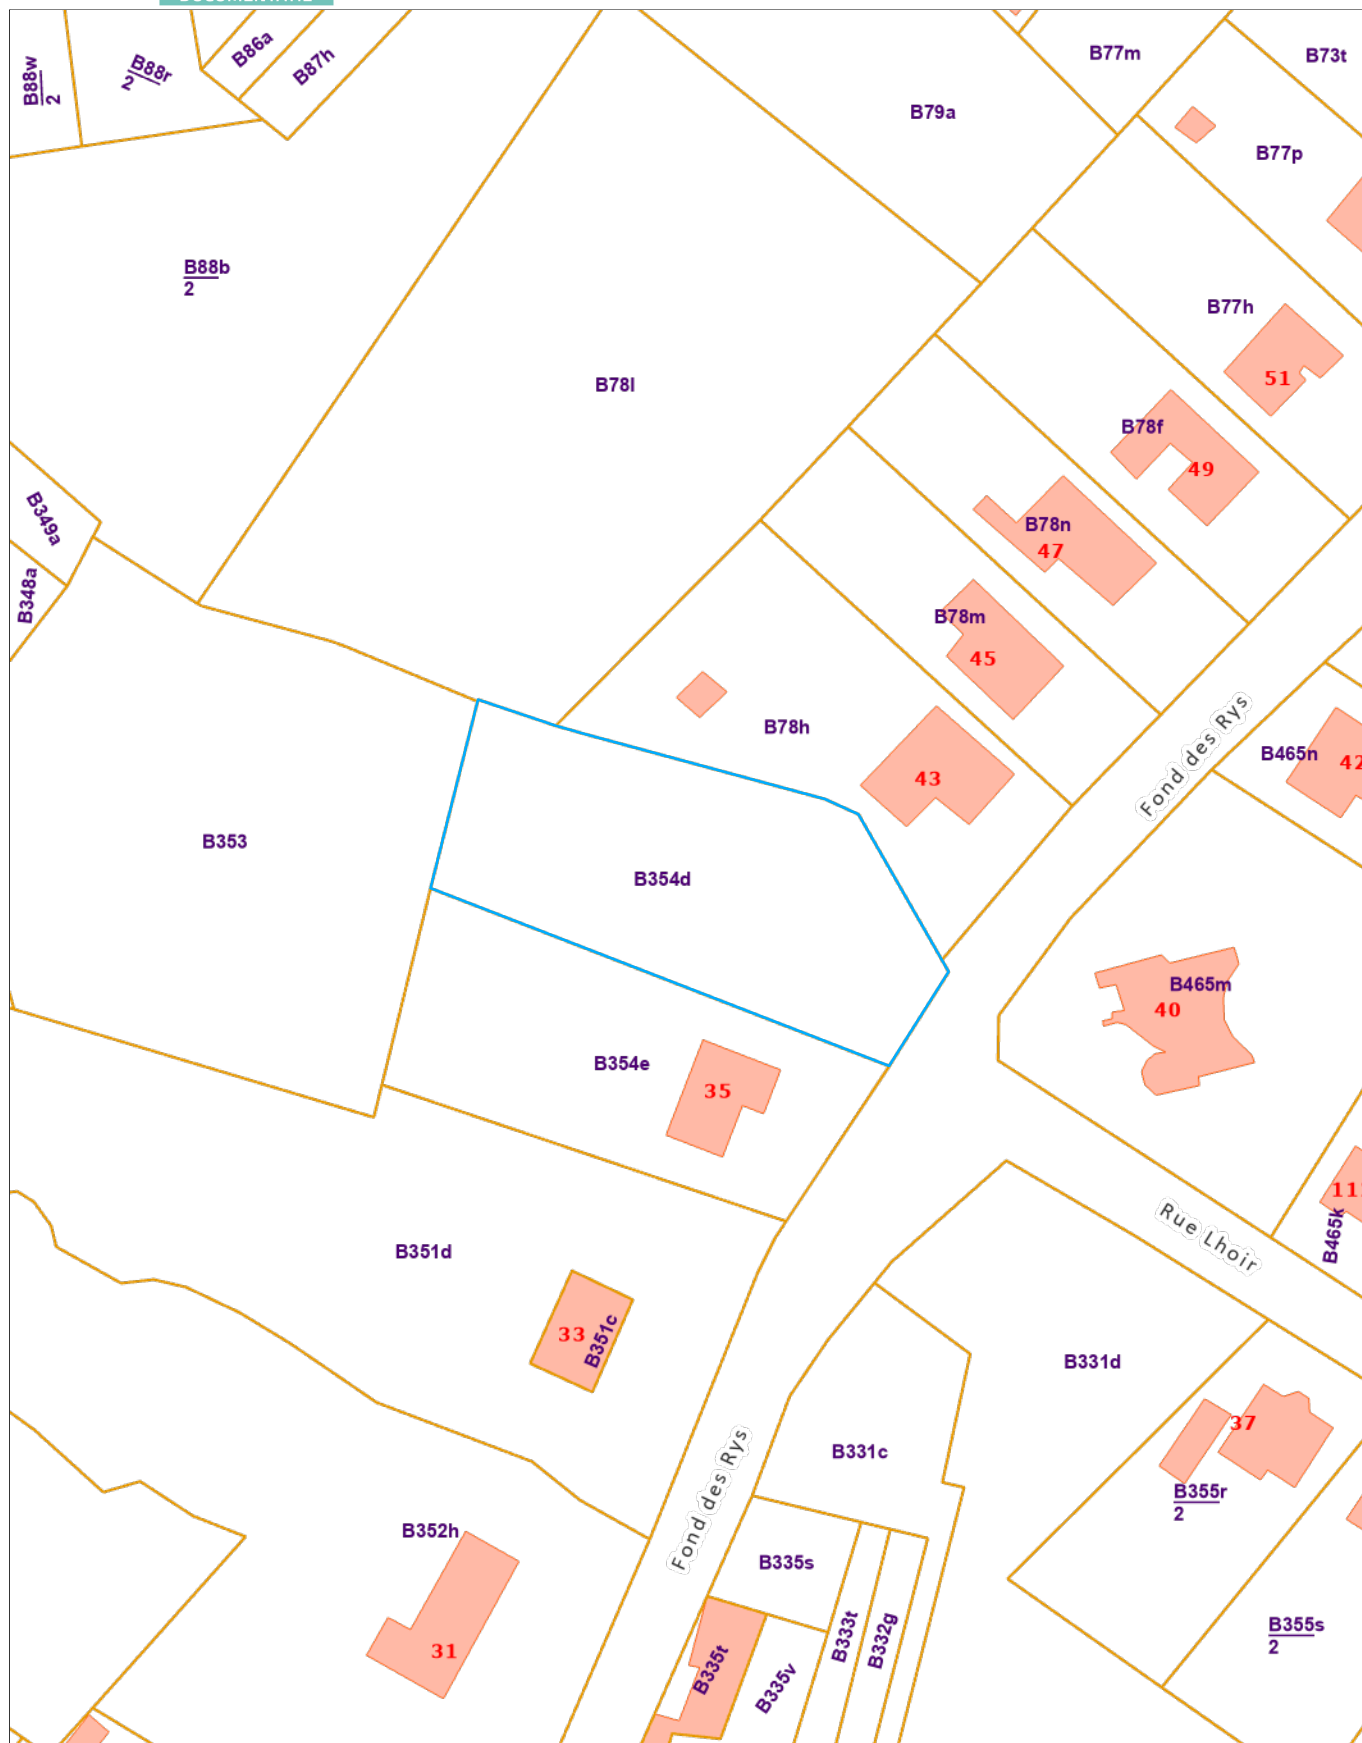 B77m
B73t
B86a
B87h
B88r
2
B88w
2
B79a
B77p
B88b
2
B77h
51
B78l
B78f
49
B349a
B78n
47
B348a
B78m
45
Fond des Rys
B78h
43
B465n
42
B353
B354d
B465m
40
B354e
35
11
B465k
Rue Lhoir
B351d
33
B351c
B331d
37
B331c
B355r
2
Fond des Rys
B352h
31
B335s
B333t
B332g
B355s
2
B335t
B335v